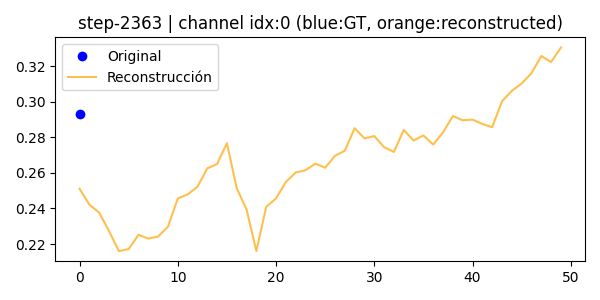 step-2363 | channel idx:0 (blue:GT, orange:reconstructed)
Original
Reconstrucción
0.32
0.30
0.28
0.26
0.24
0.22
0 10 20 30 40 50